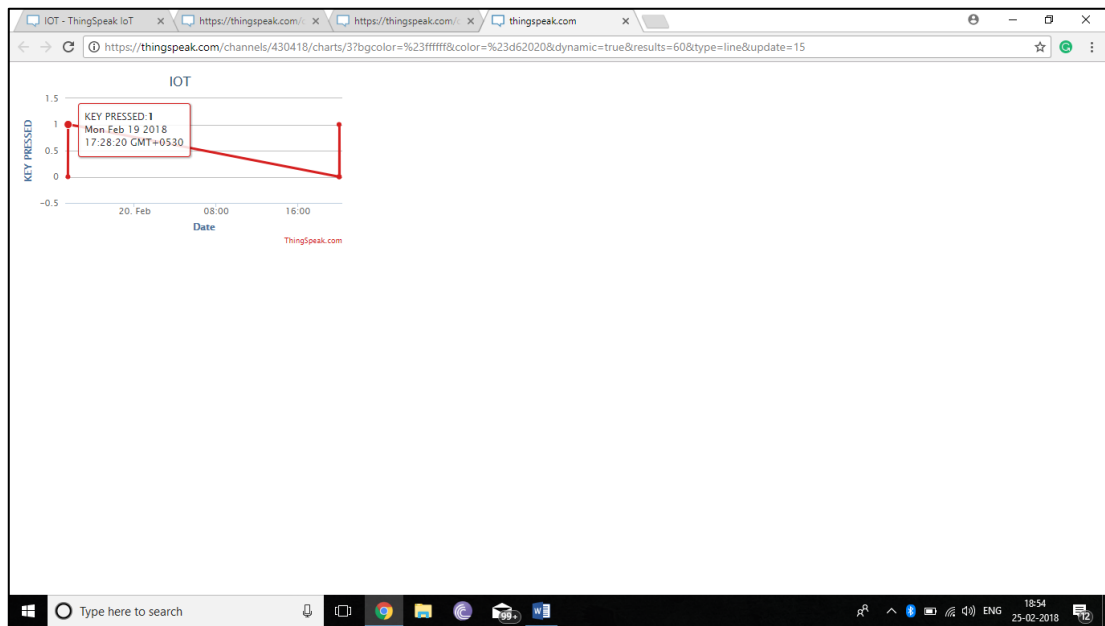 IOT - ThingSpeak IoT
https://thingspeak.com/
https://thingspeak.com/
thingspeak.com
https://thingspeak.com/channels/430418/charts/3?bgcolor=%23ffffff&color=%23d62020&dynamic=true&results=60&type=line&update=15
IOT
KEY PRESSED
1.5
1
0.5
0
-0.5
KEY PRESSED:1
Mon Feb 19 2018
17:28:20 GMT+0530
20. Feb
08:00
16:00
Date
ThingSpeak.com
Type here to search
99+
ENG
18:54
25-02-2018
12